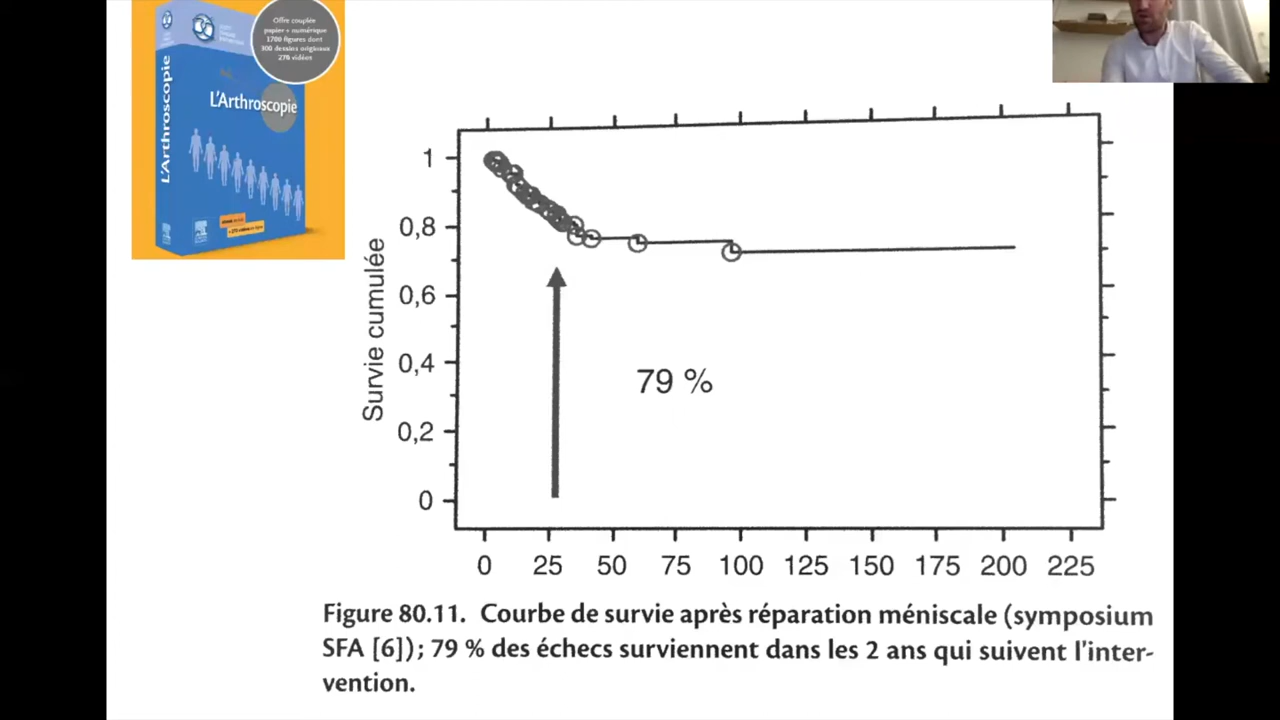 Offre couplée
papier + numérique
1700 figures dont
300 dessins originaux
270 vidéos
L'Arthroscopie
L'Arthroscopie
1
0,8
0,6
0,4
0,2
0
Survie cumulée
79 %
0 25 50 75 100 125 150 175 200 225
Figure 80.11. Courbe de survie après réparation méniscale (symposium
SFA [6]); 79 % des échecs surviennent dans les 2 ans qui suivent l'inter-
vention.